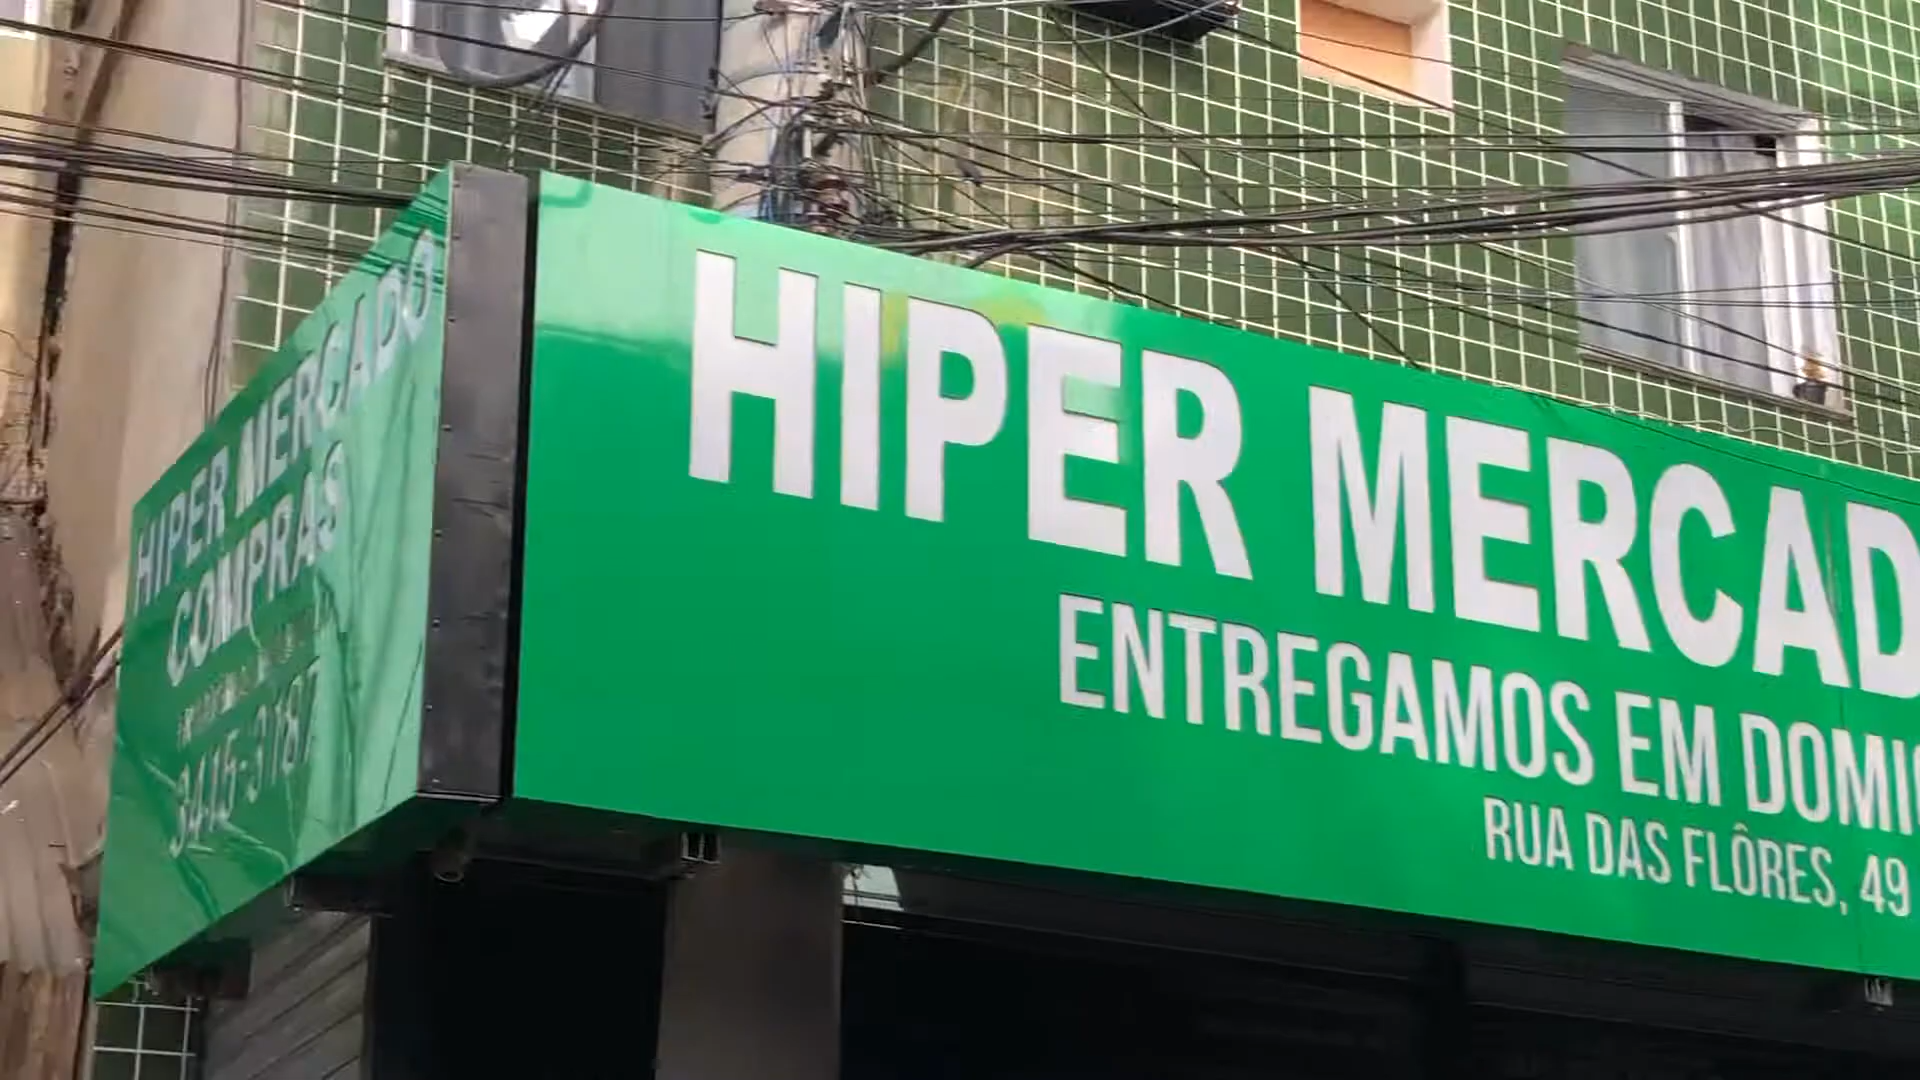 HIPER MERCADO
COMPRAS
3415-3187
HIPER MERCAD
ENTREGAMOS EM DOMIC
RUA DAS FLÔRES, 49